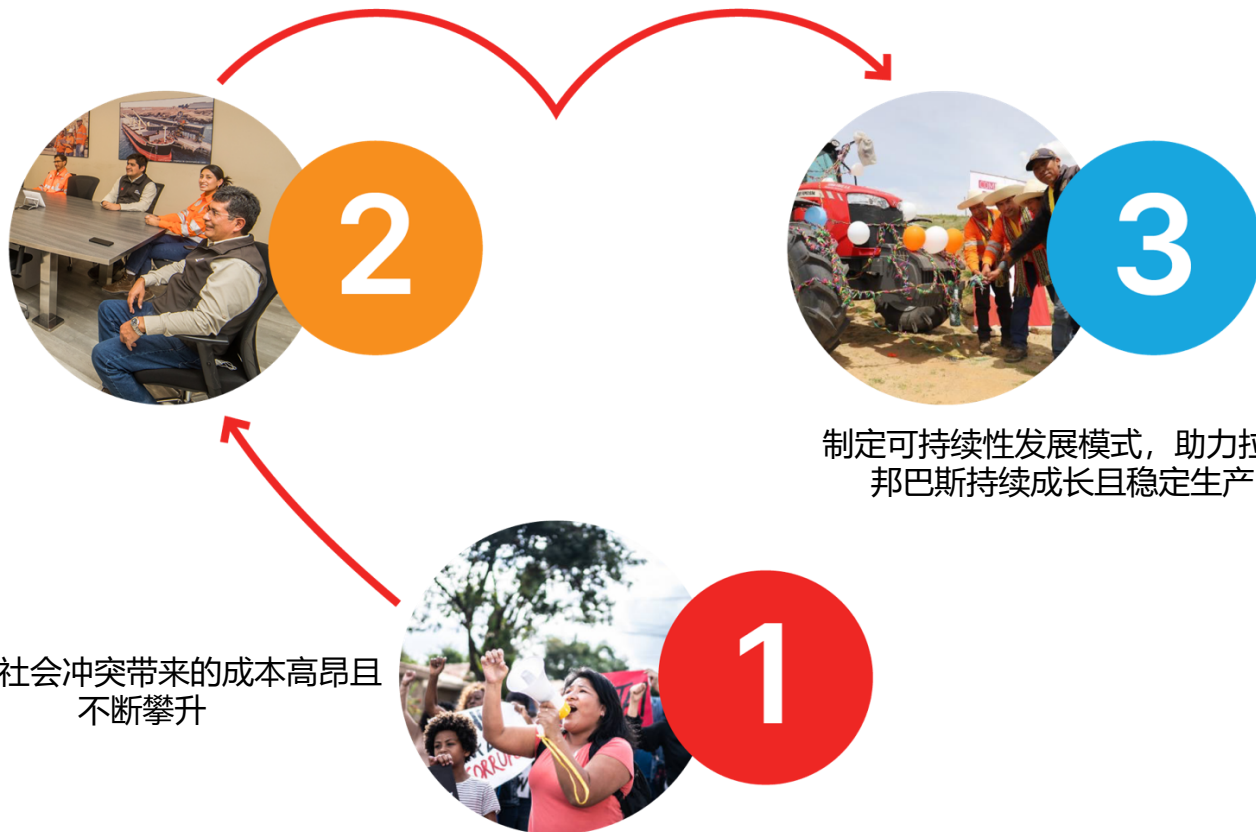 2
3
制定可持续性发展模式，助力拉
邦巴斯持续成长且稳定生产
社会冲突带来的成本高昂且
不断攀升
1